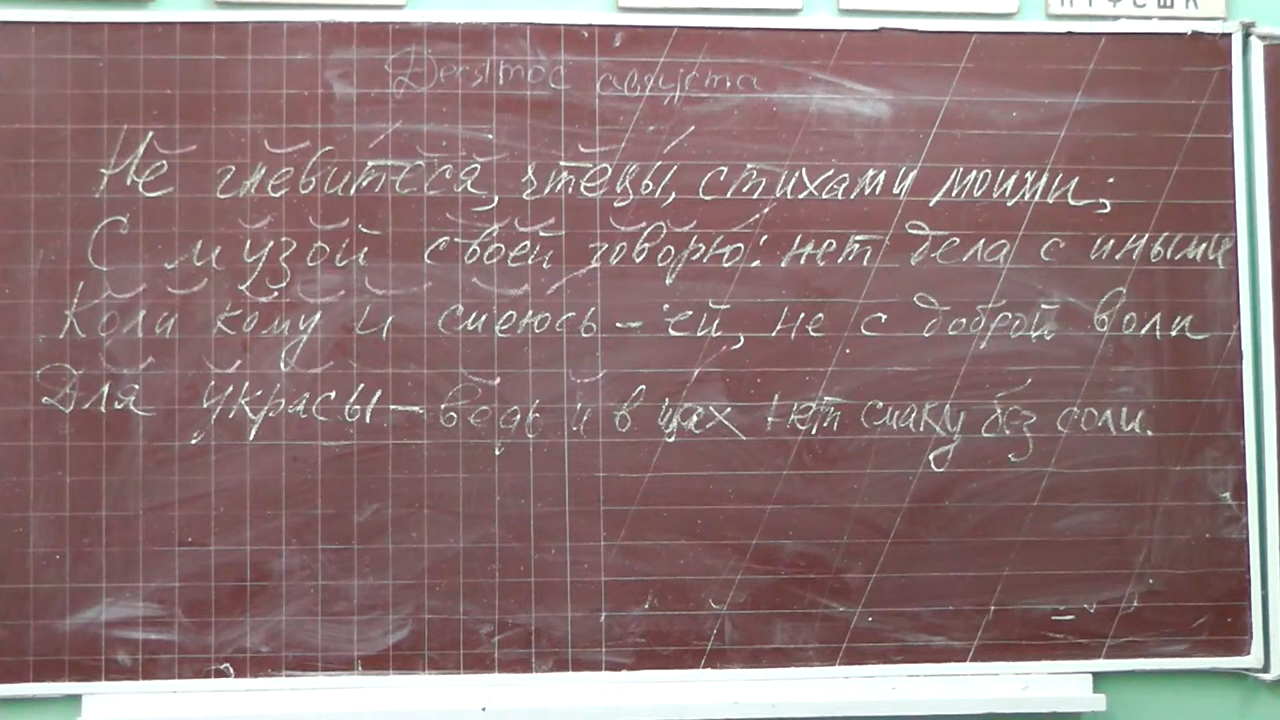 Десятое августа
Не гневитеся, чтецы, стихами моими;
С музой своей говорю: нет дела с иными
Коли кому и смеюсь – ей, не с доброй воли
Для украсы – ведь и в щах нет смаку без соли.